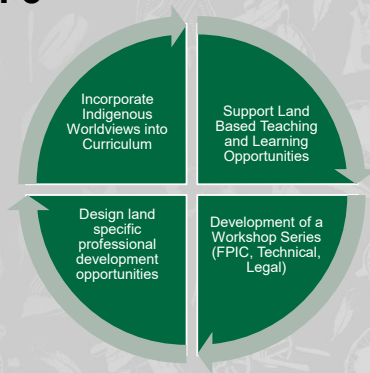 Incorporate
Indigenous
Worldviews into
Curriculum
Support Land
Based Teaching
and Learning
Opportunities
Design land
specific
professional
development
opportunities
Development of a
Workshop Series
(FPIC, Technical,
Legal)